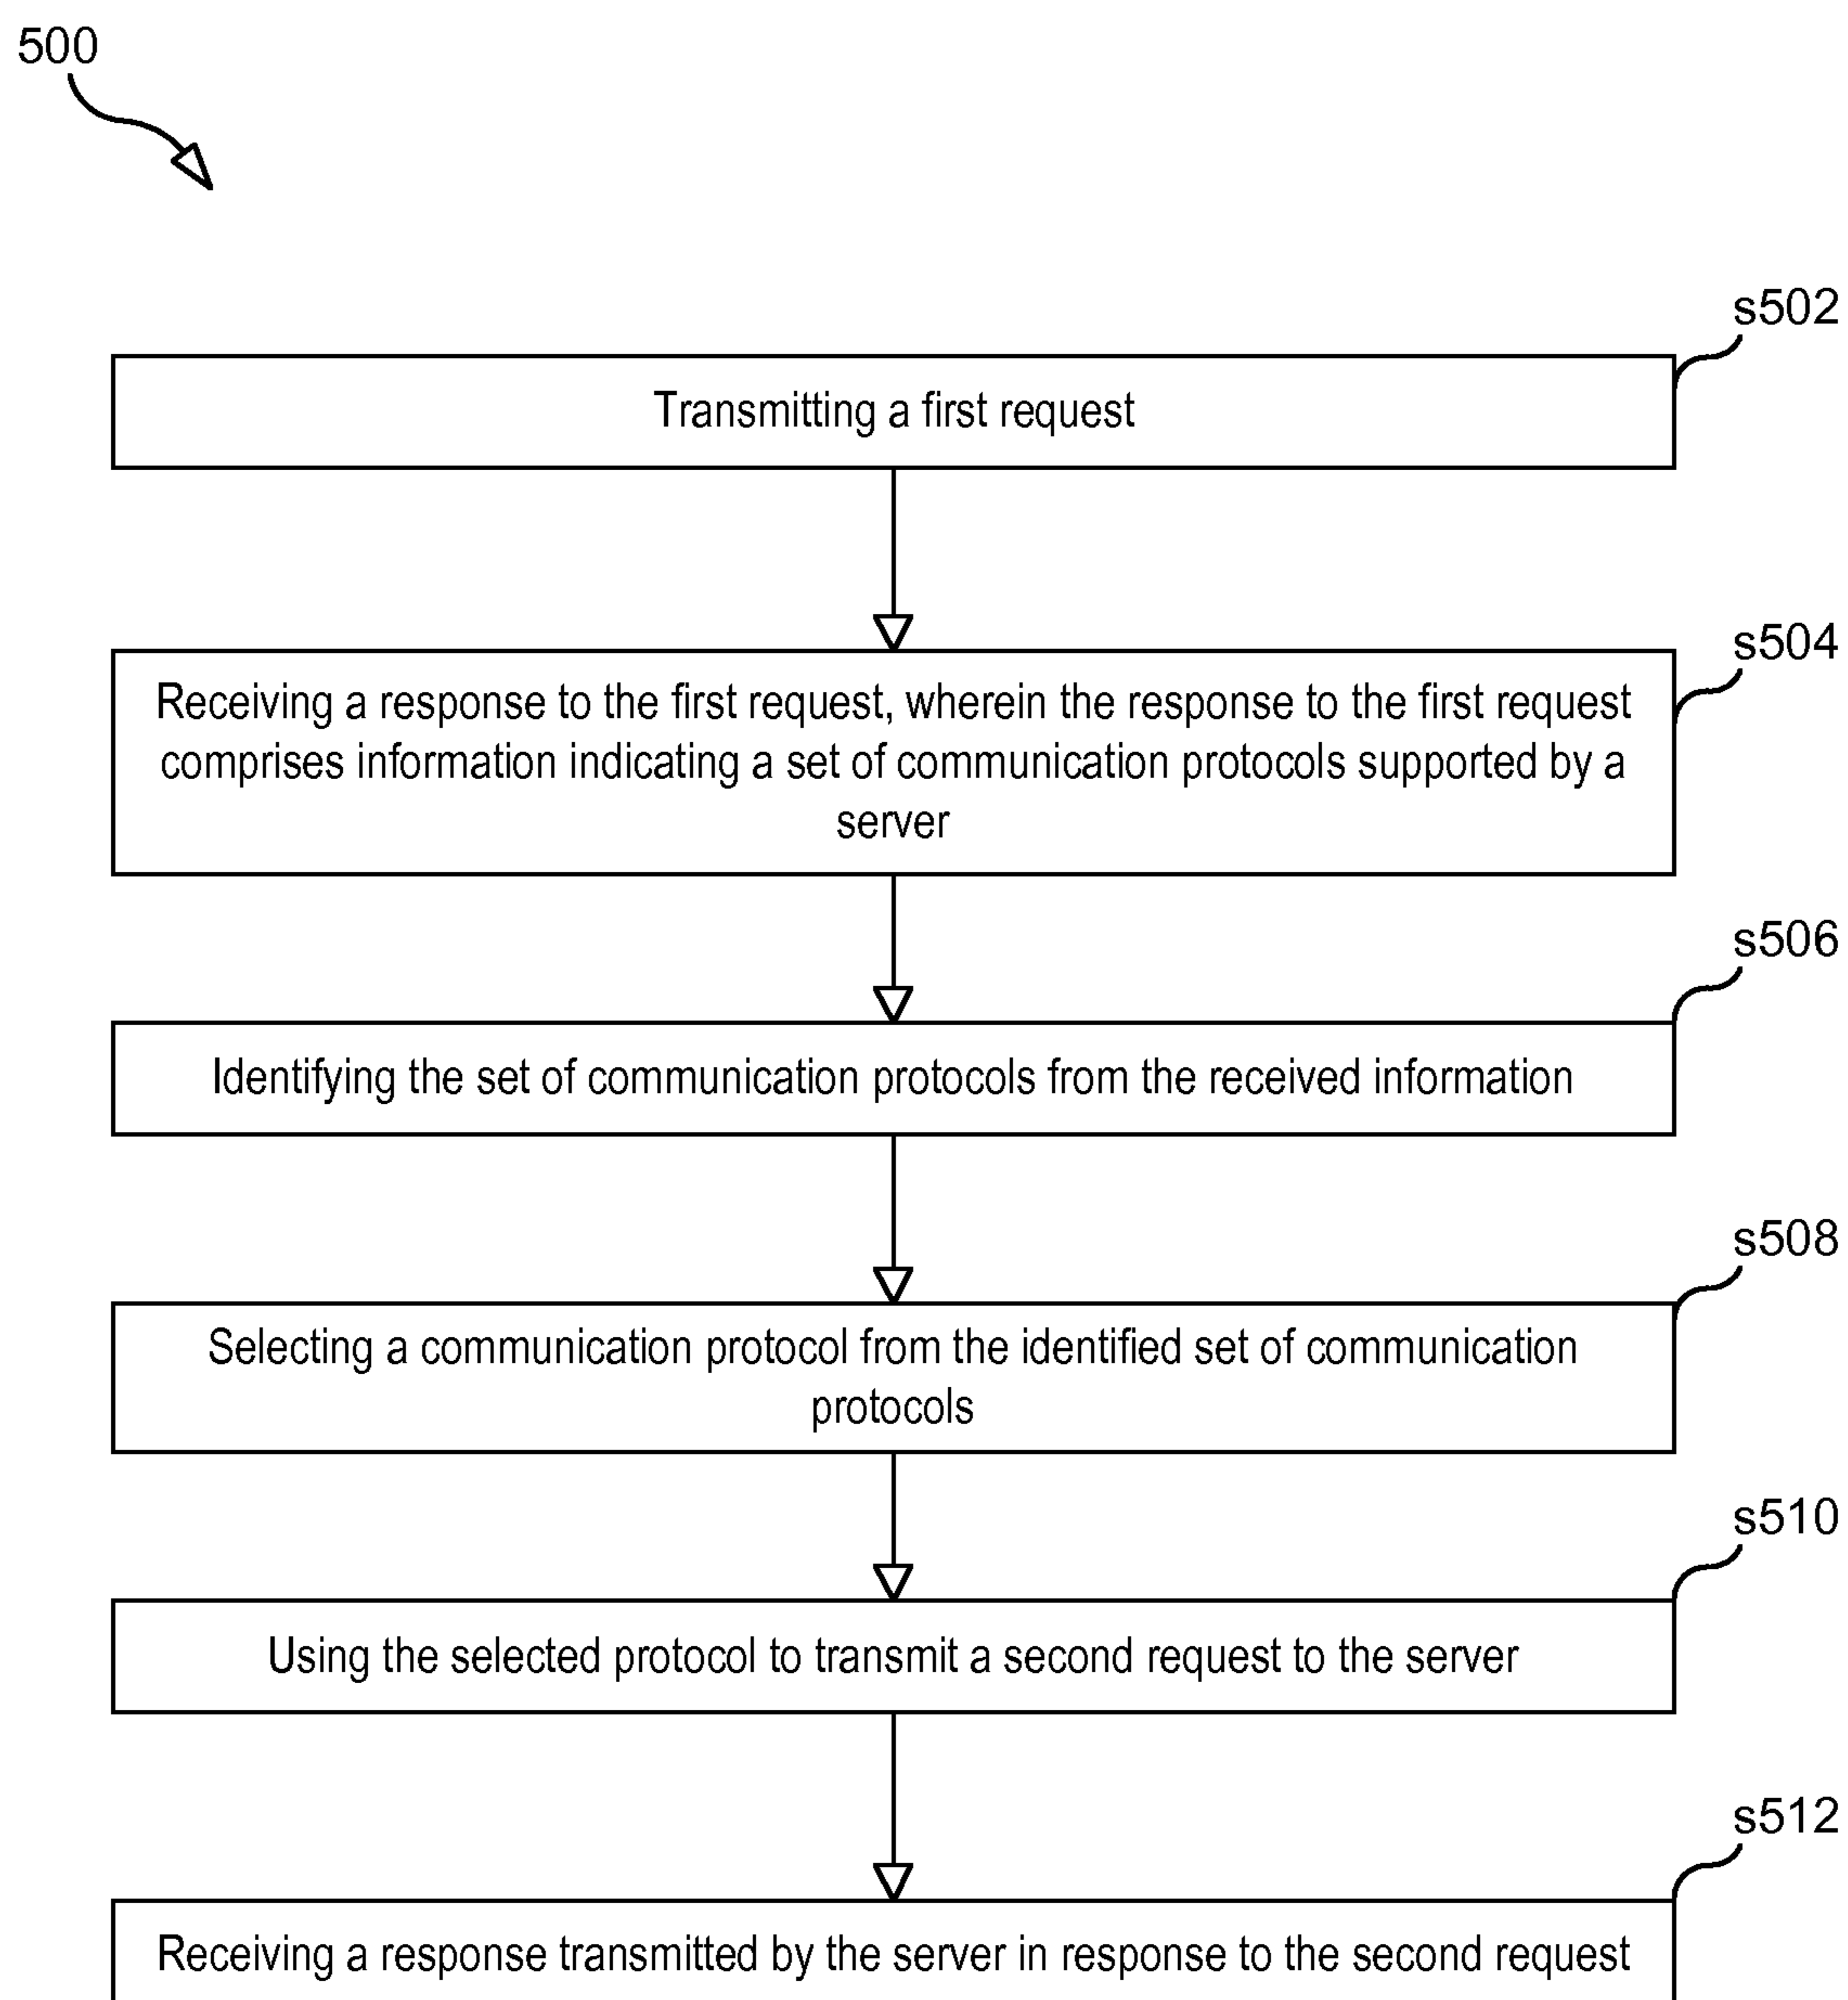 500
s502
Transmitting a first request
s504
Receiving a response to the first request, wherein the response to the first request
comprises information indicating a set of communication protocols supported by a
server
s506
Identifying the set of communication protocols from the received information
s508
Selecting a communication protocol from the identified set of communication
protocols
s510
Using the selected protocol to transmit a second request to the server
s512
Receiving a response transmitted by the server in response to the second request